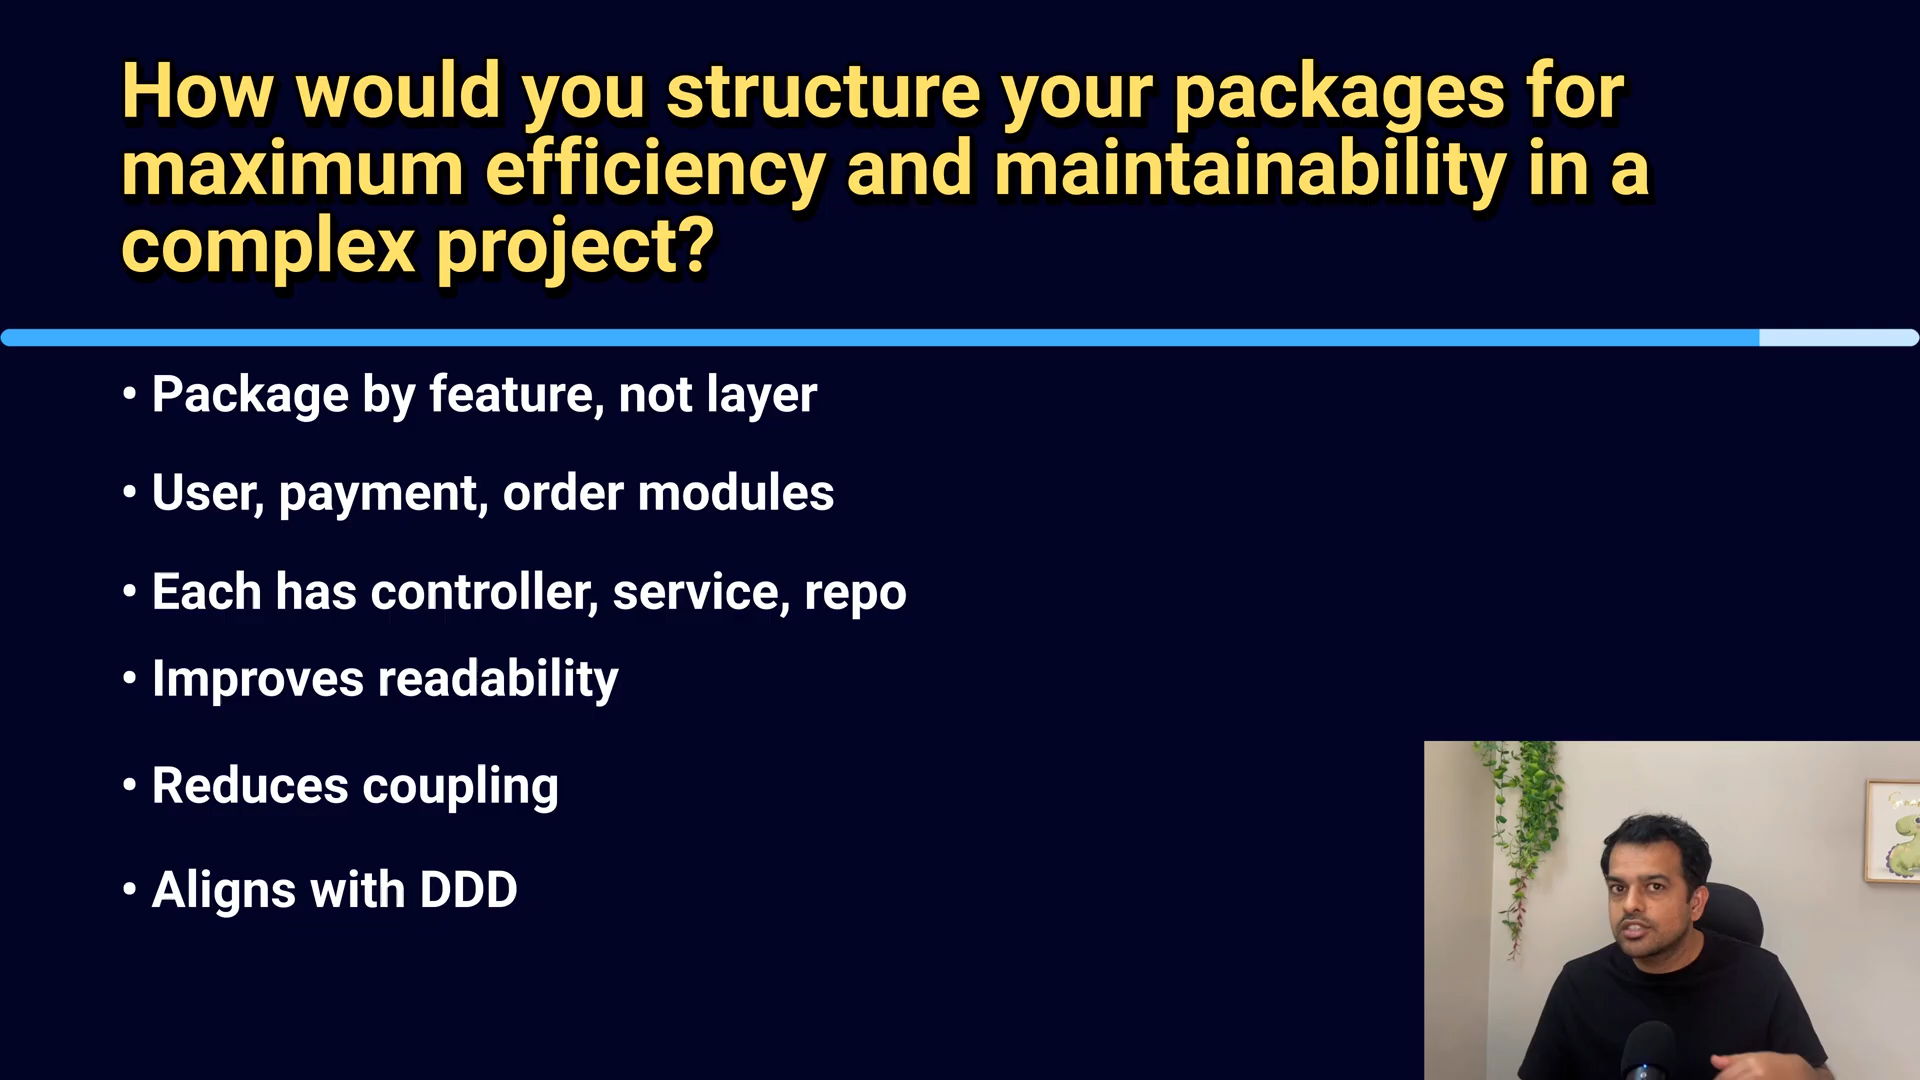 How would you structure your packages for
maximum efficiency and maintainability in a
complex project?
• Package by feature, not layer
• User, payment, order modules
• Each has controller, service, repo
• Improves readability
• Reduces coupling
• Aligns with DDD